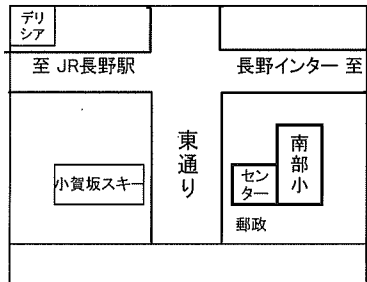 デリ
シア
至 JR長野駅
長野インター 至
東通り
南部小
セン
ター
小賀坂スキー
郵政